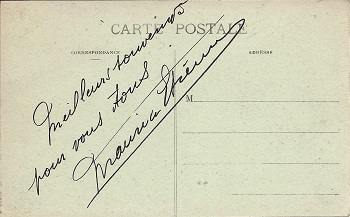 CARTE POSTALE
CORRESPONDANCE
ADRESSE
M
Meilleurs souvenirs
pour vous tous
Maurice